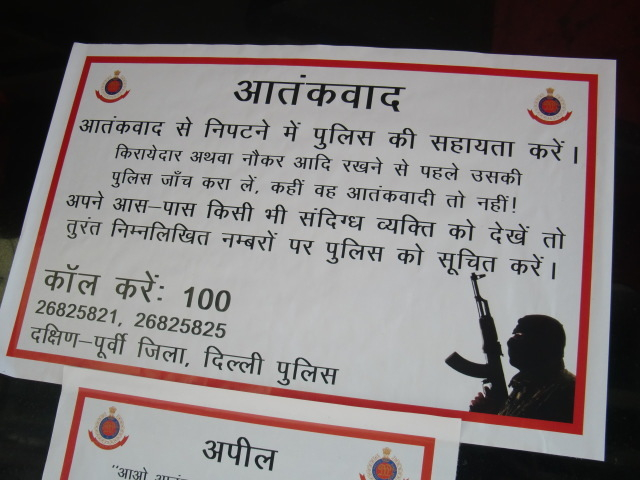 आतंकवाद
आतंकवाद से निपटने में पुलिस की सहायता करें।
किरायेदार अथवा नौकर आदि रखने से पहले उसकी
पुलिस जाँच करा लें, कहीं वह आतंकवादी तो नहीं!
अपने आस-पास किसी भी संदिग्ध व्यक्ति को देखें तो
तुरंत निम्नलिखित नम्बरों पर पुलिस को सूचित करें।
कॉल करेंः 100
26825821, 26825825
दक्षिण-पूर्वी जिला, दिल्ली पुलिस
अपील
"आओ